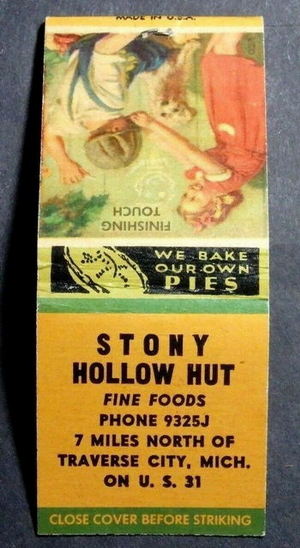 MADE IN U.S.A.
FINISHING
TOUCH
WE BAKE
OUR OWN
PIES
STONY
HOLLOW HUT
FINE FOODS
PHONE 9325J
7 MILES NORTH OF
TRAVERSE CITY, MICH.
ON U. S. 31
CLOSE COVER BEFORE STRIKING